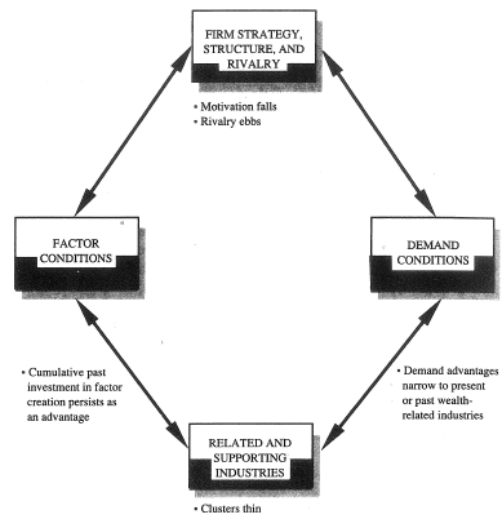 FIRM STRATEGY,
STRUCTURE, AND
RIVALRY
• Motivation falls
• Rivalry ebbs
FACTOR
CONDITIONS
DEMAND
CONDITIONS
• Cumulative past
investment in factor
creation persists as
an advantage
• Demand advantages
narrow to present
or past wealth-
related industries
RELATED AND
SUPPORTING
INDUSTRIES
• Clusters thin